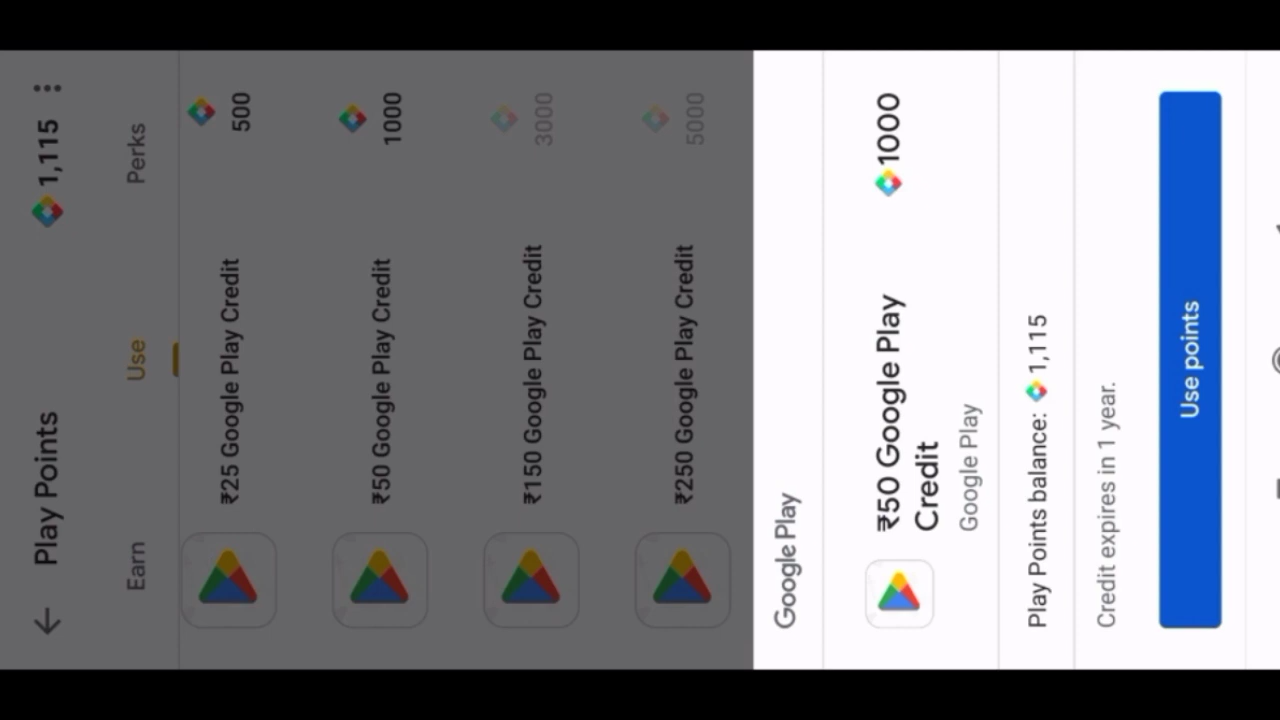 Play Points 1,115
Earn Use Perks
₹25 Google Play Credit 500
₹50 Google Play Credit 1000
₹150 Google Play Credit 3000
₹250 Google Play Credit 5000
Google Play
₹50 Google Play 1000
Credit
Google Play
Play Points balance: 1,115
Credit expires in 1 year.
Use points